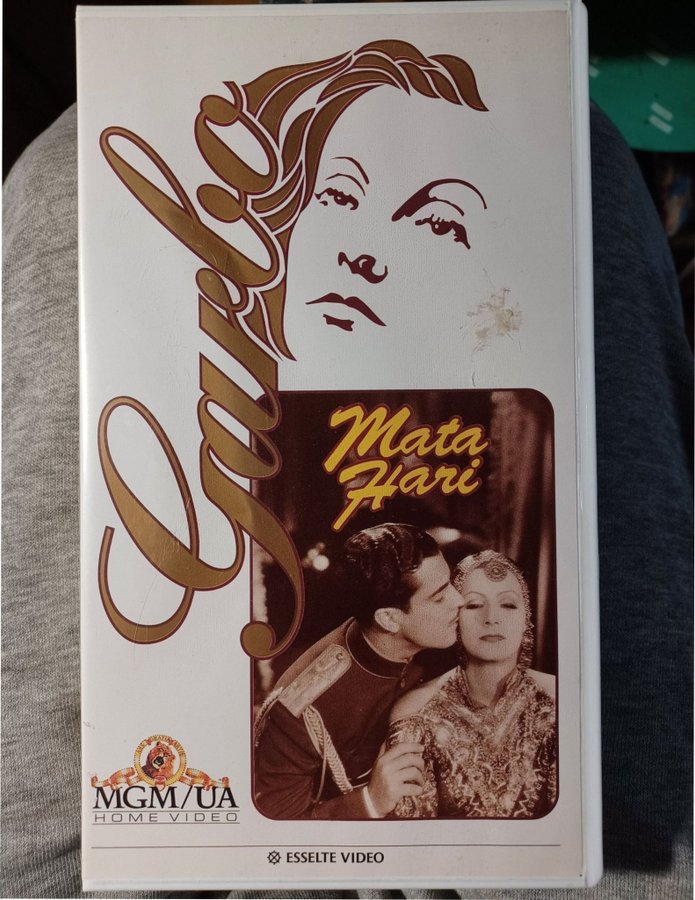 Garbo
Mata
Hari
MGM/UA
HOME VIDEO
ESSELTE VIDEO